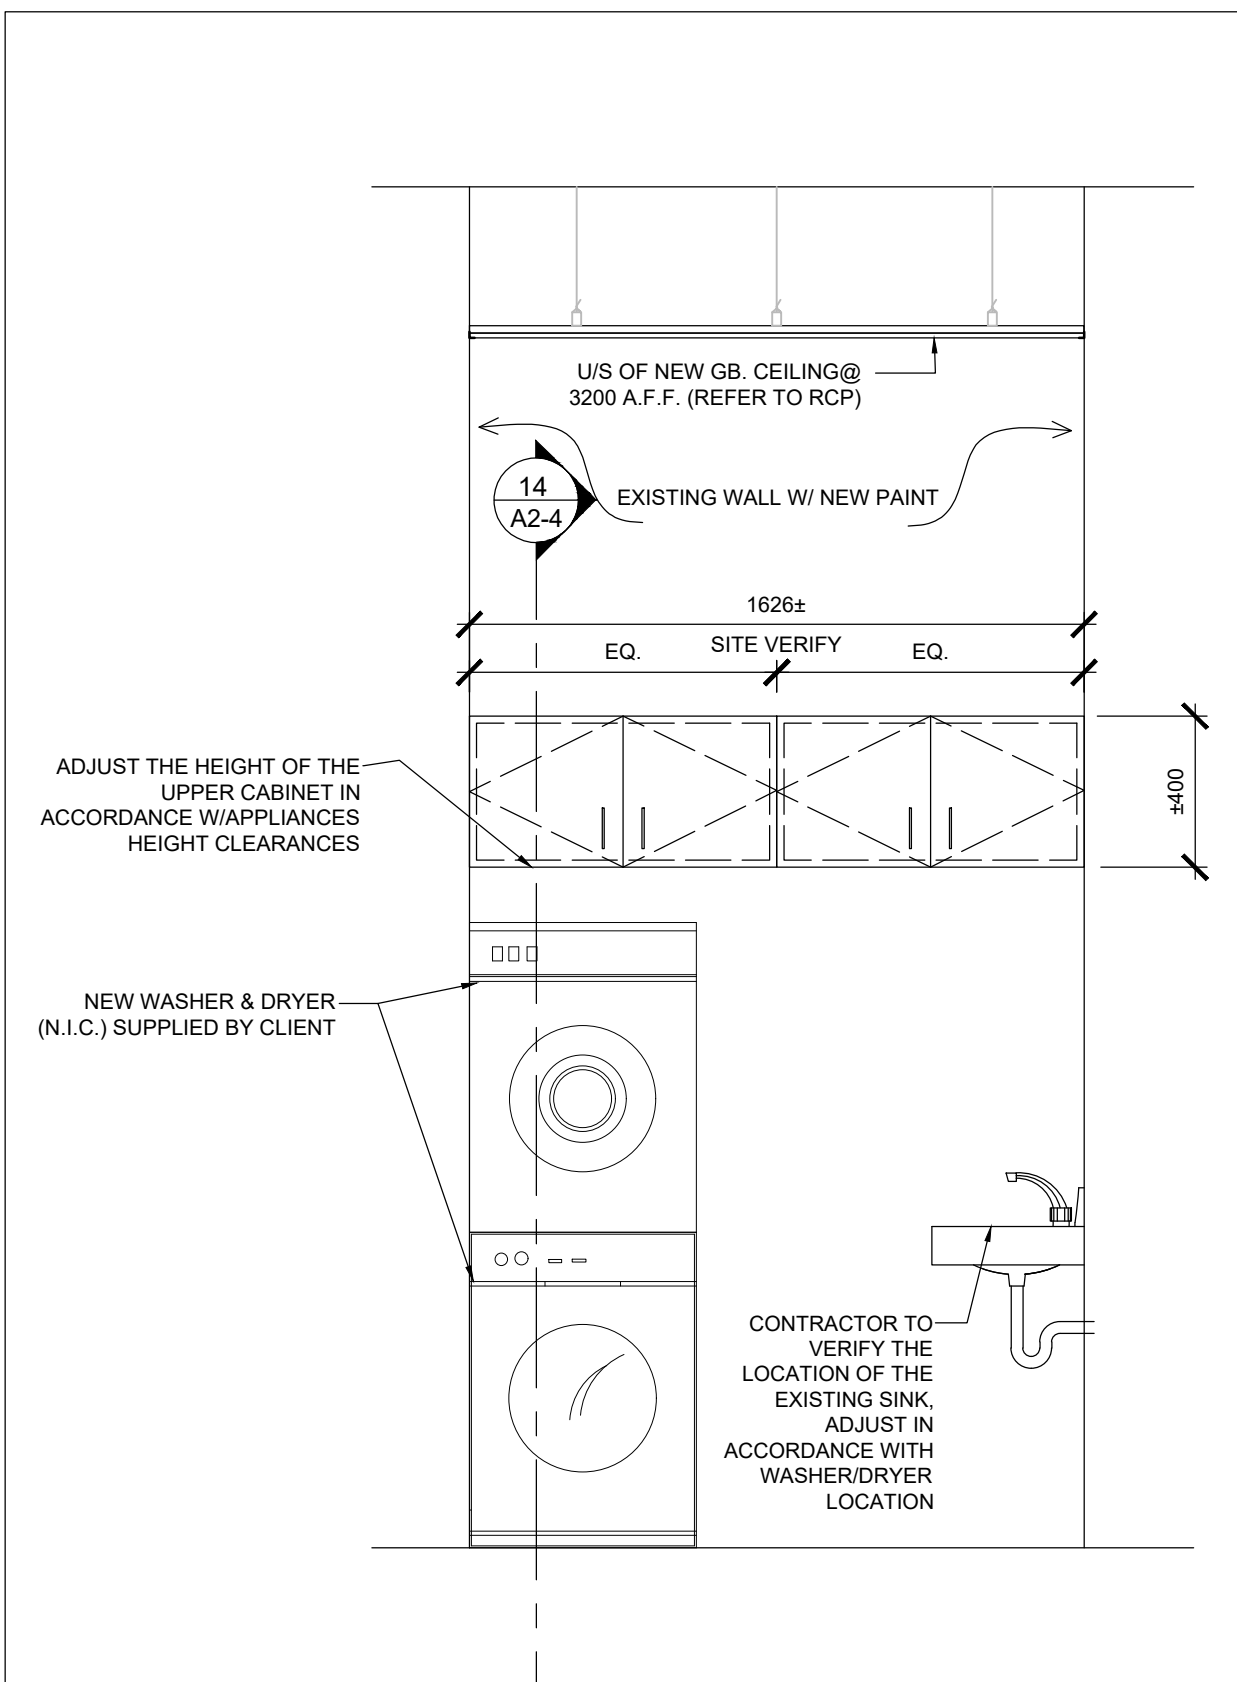 U/S OF NEW GB. CEILING@
3200 A.F.F. (REFER TO RCP)
14
A2-4
EXISTING WALL W/ NEW PAINT
1626±
SITE VERIFY
EQ.
EQ.
±400
ADJUST THE HEIGHT OF THE
UPPER CABINET IN
ACCORDANCE W/APPLIANCES
HEIGHT CLEARANCES
NEW WASHER & DRYER
(N.I.C.) SUPPLIED BY CLIENT
CONTRACTOR TO
VERIFY THE
LOCATION OF THE
EXISTING SINK,
ADJUST IN
ACCORDANCE WITH
WASHER/DRYER
LOCATION